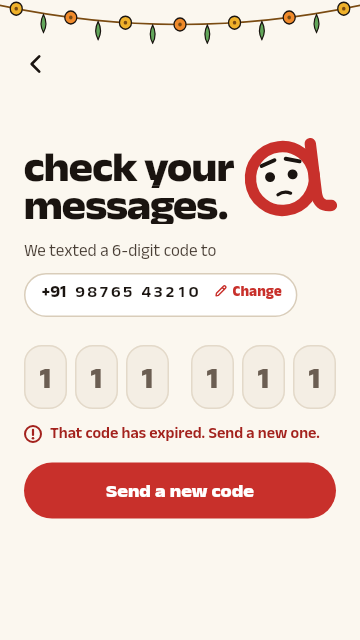 check your
messages.
We texted a 6-digit code to
+91 98765 43210 Change
1 1 1 1 1 1
That code has expired. Send a new one.
Send a new code